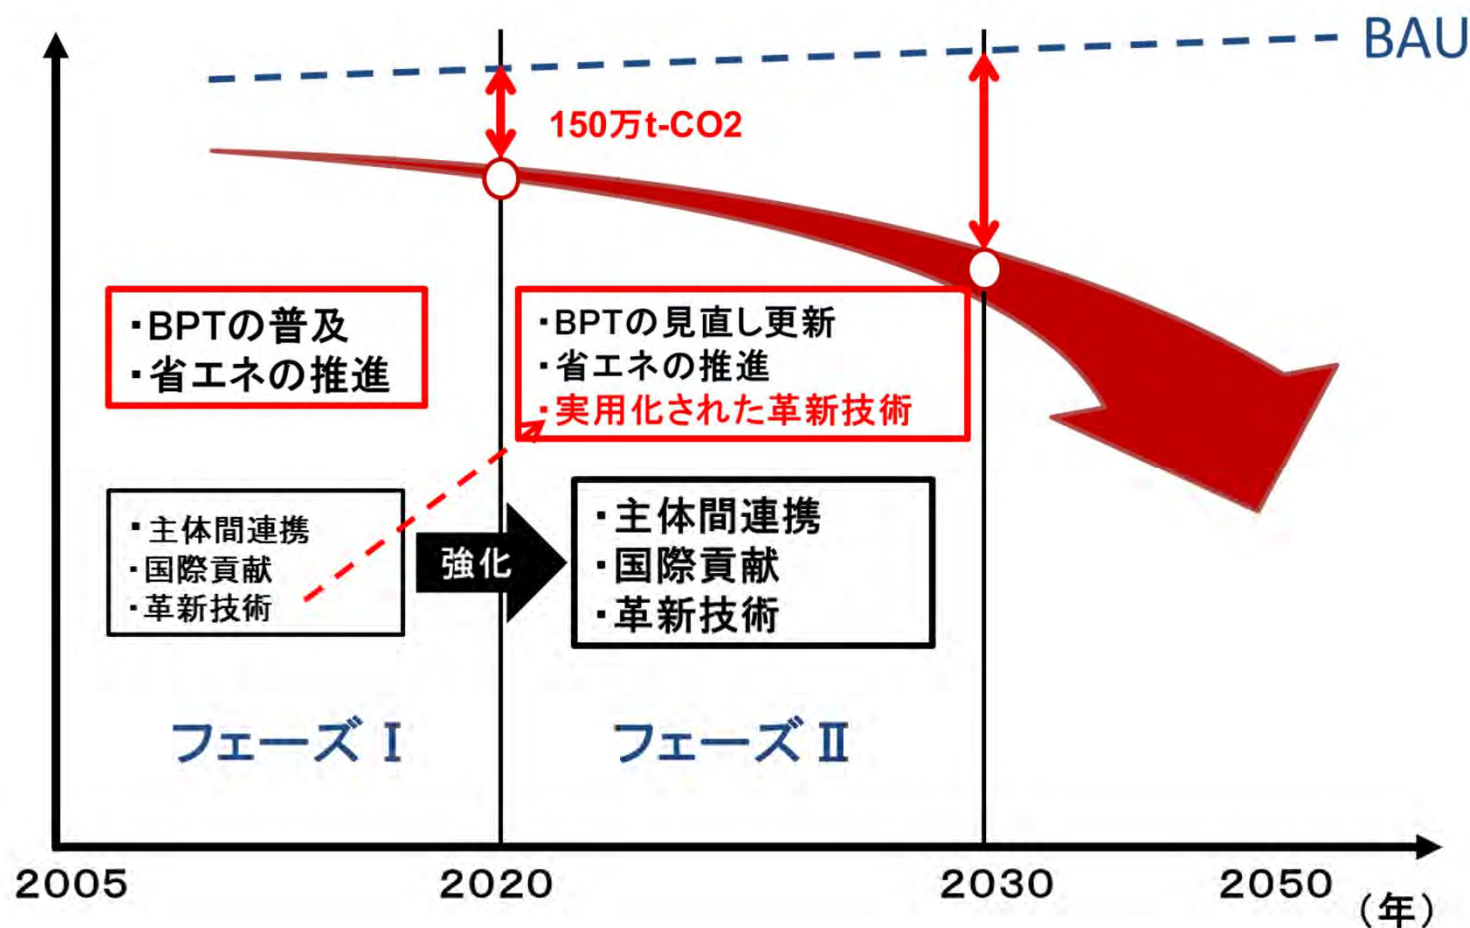 BAU
150万t-CO2
・BPTの普及
・省エネの推進
・BPTの見直し更新
・省エネの推進
・実用化された革新技術
・主体間連携
・国際貢献
・革新技術
強化
・主体間連携
・国際貢献
・革新技術
フェーズⅠ
フェーズⅡ
2005
2020
2030
2050
(年)